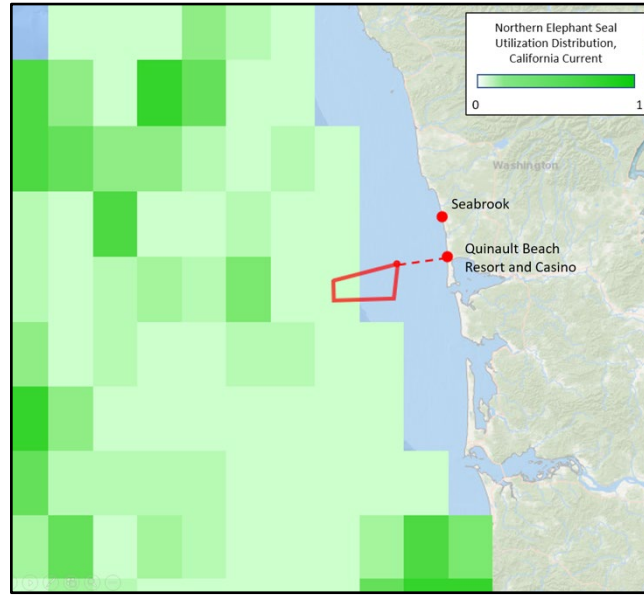 Northern Elephant Seal
Utilization Distribution,
California Current
0
1
Washington
Seabrook
Quinault Beach
Resort and Casino